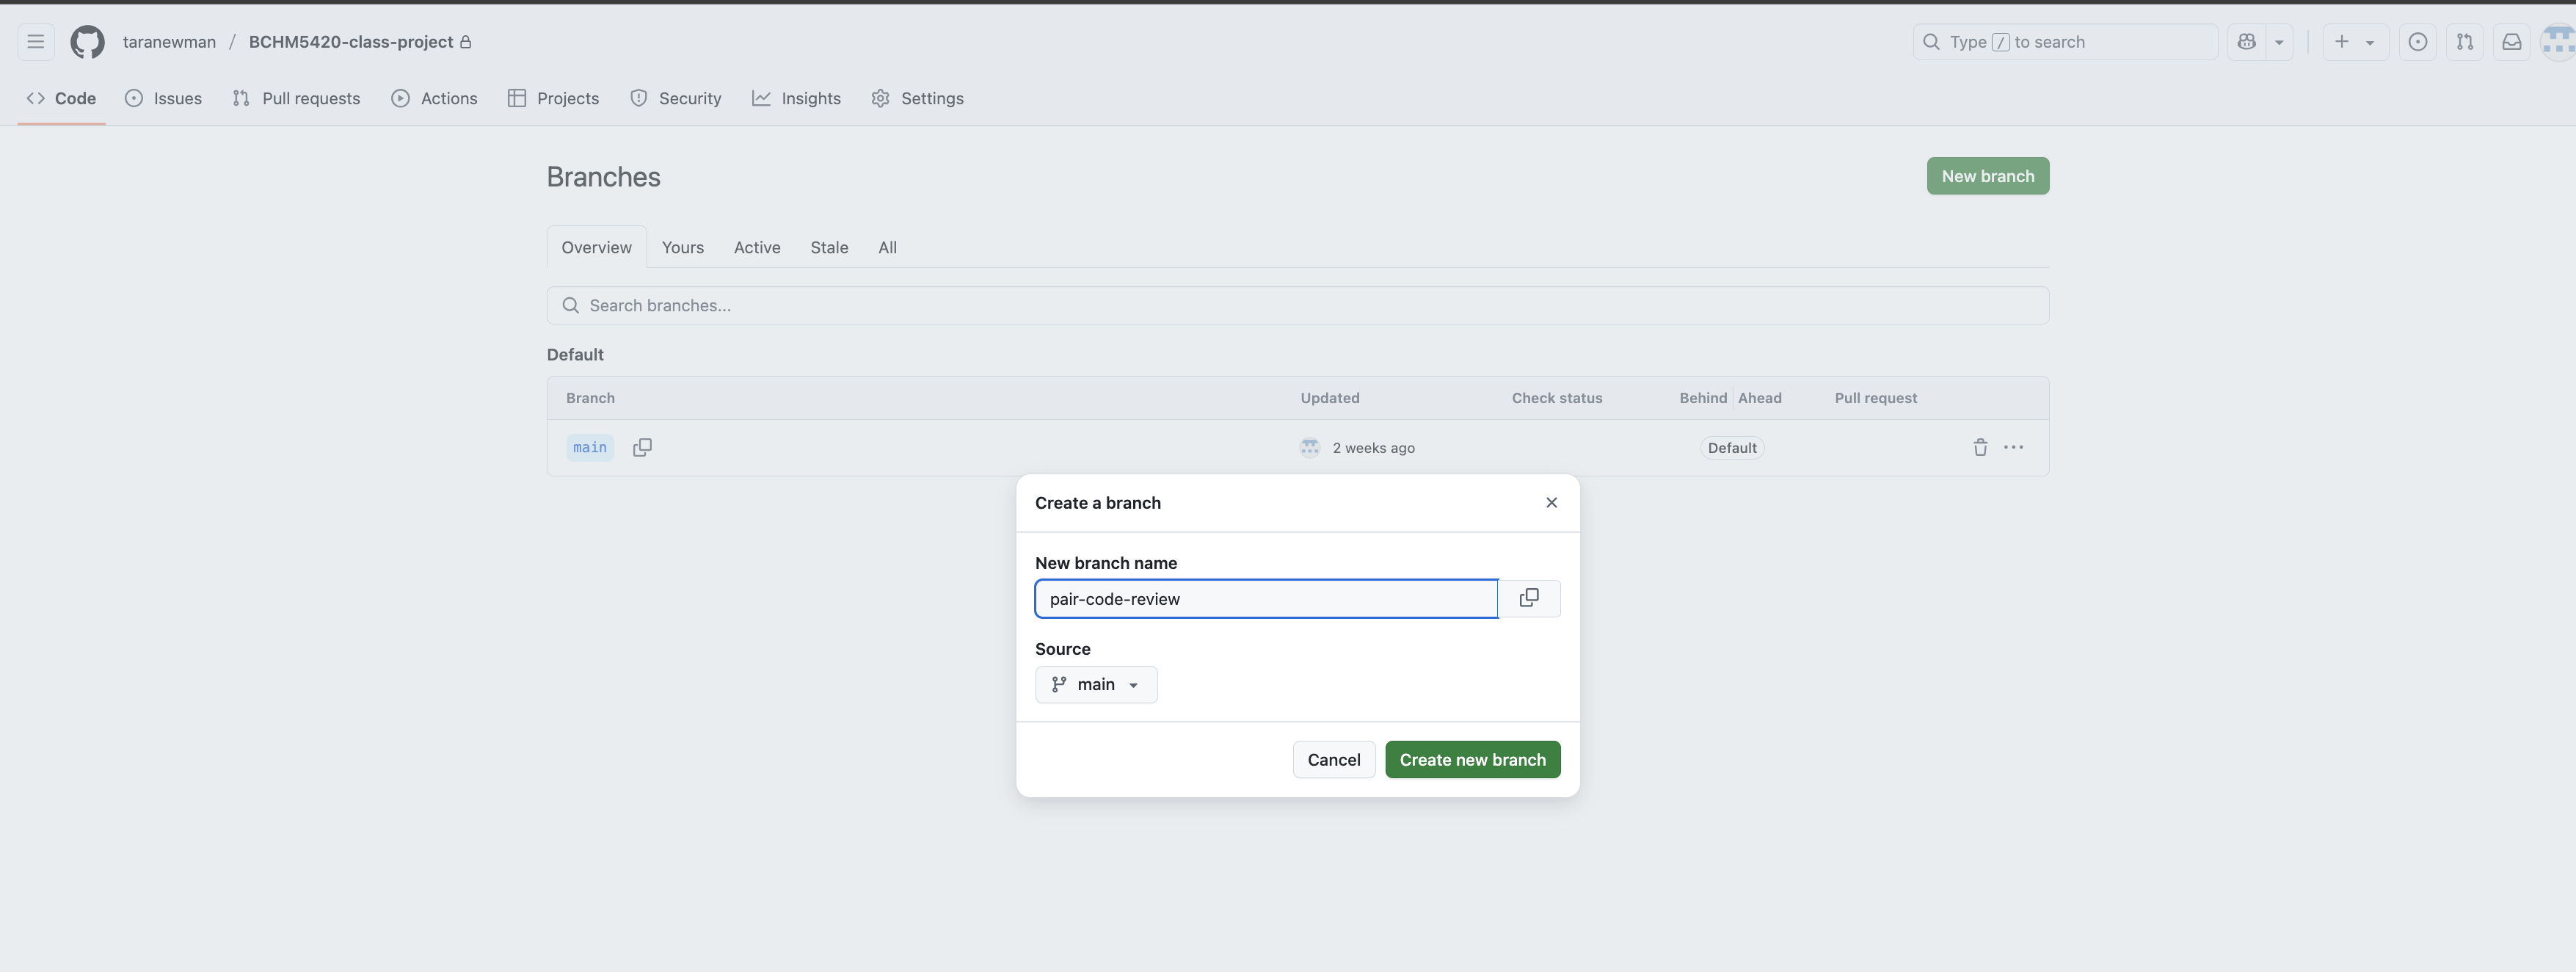 taranewman / BCHM5420-class-project
Type / to search
Code Issues Pull requests Actions Projects Security Insights Settings
Branches
New branch
Overview Yours Active Stale All
Search branches...
Default
Branch Updated Check status Behind Ahead Pull request
main 2 weeks ago Default
Create a branch
New branch name
pair-code-review
Source
main
Cancel Create new branch